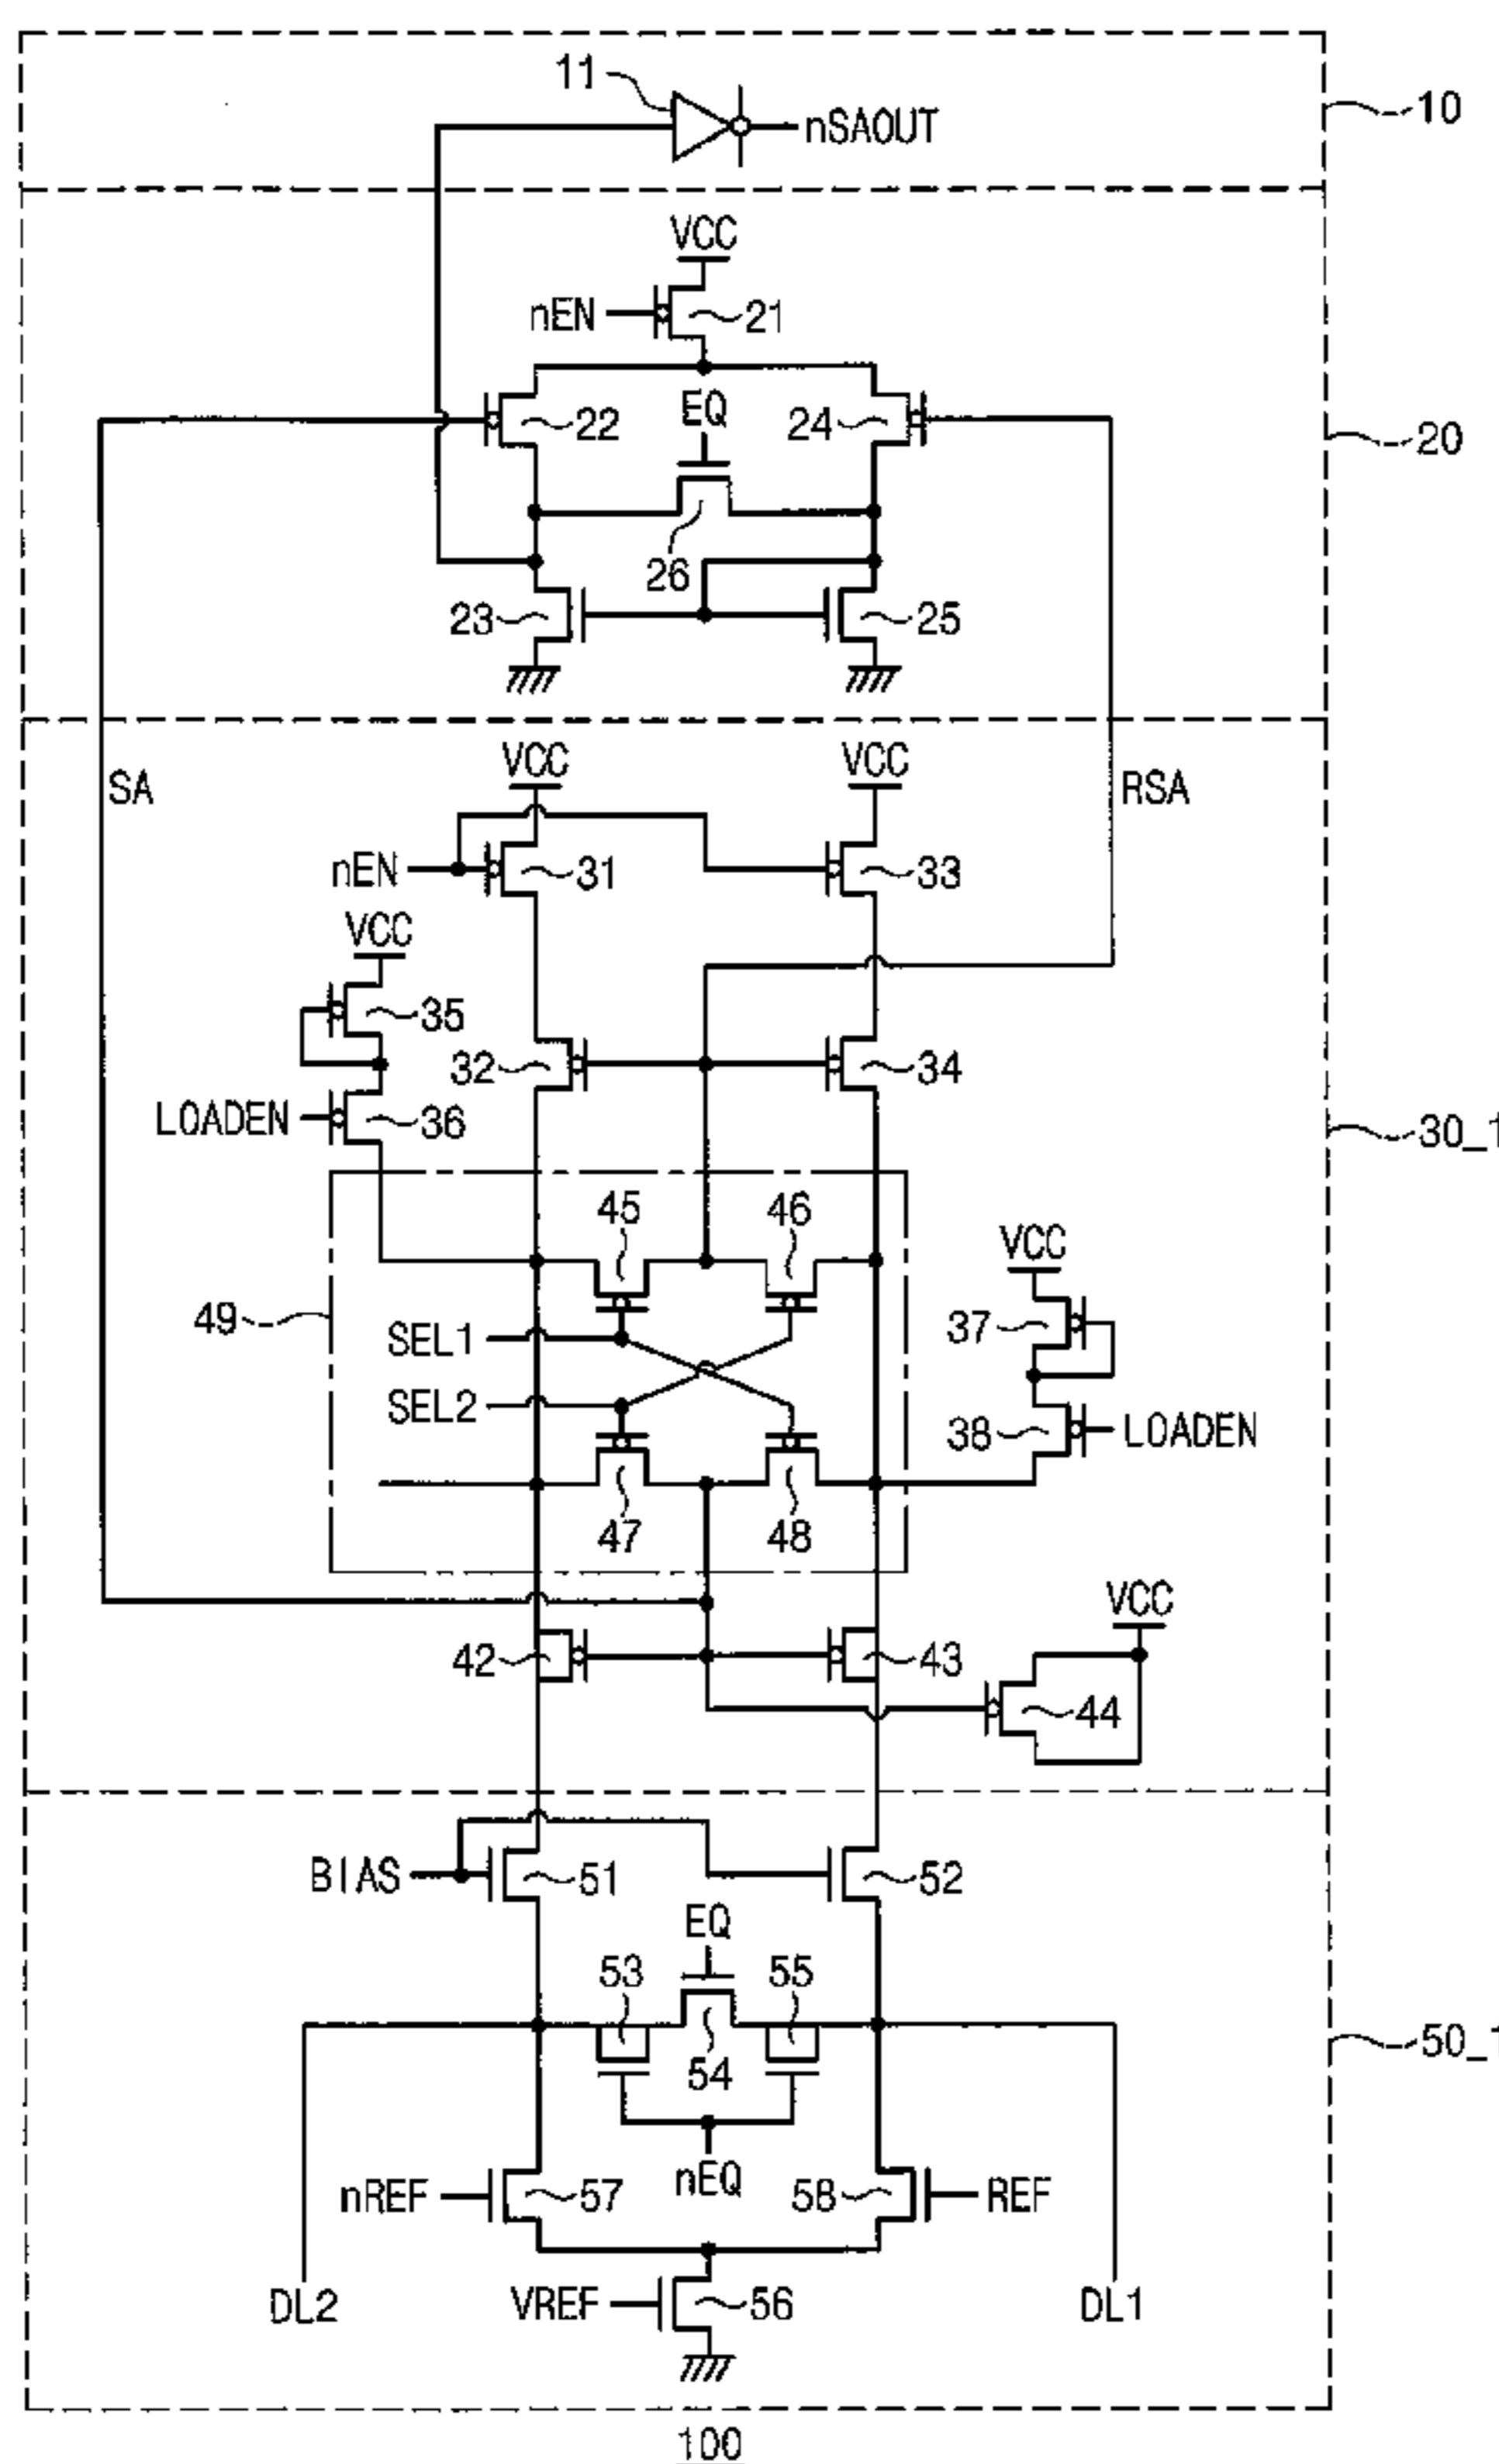 11
nSAOUT
10
VCC
nEN
21
22
EQ
24
20
26
23
25
SA
VCC
VCC
RSA
nEN
31
33
VCC
35
32
34
LOADEN
36
30_1
45
46
VCC
49
SEL1
37
SEL2
38
LOADEN
47
48
VCC
42
43
44
BIAS
51
52
EQ
53
55
54
50_1
nREF
57
nEQ
58
REF
DL2
VREF
56
DL1
100